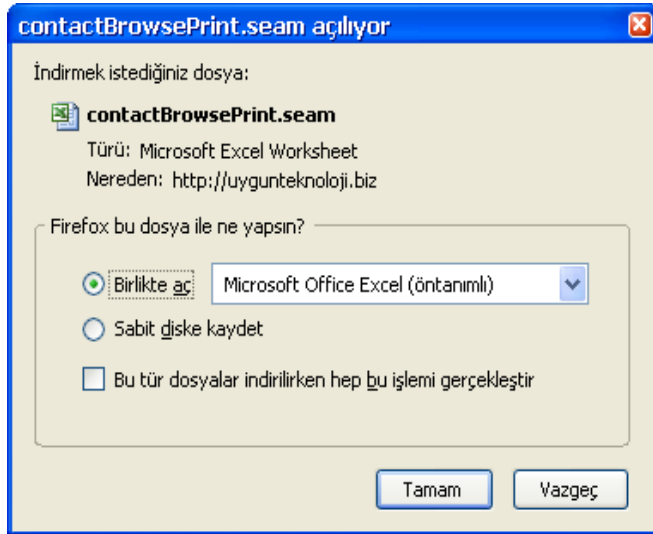 contactBrowsePrint.seam açılıyor
İndirmek istediğiniz dosya:
contactBrowsePrint.seam
Türü: Microsoft Excel Worksheet
Nereden: http://uygunteknoloji.biz
Firefox bu dosya ile ne yapsın?
Birlikte aç Microsoft Office Excel (öntanımlı)
Sabit diske kaydet
Bu tür dosyalar indirilirken hep bu işlemi gerçekleştir
Tamam Vazgeç